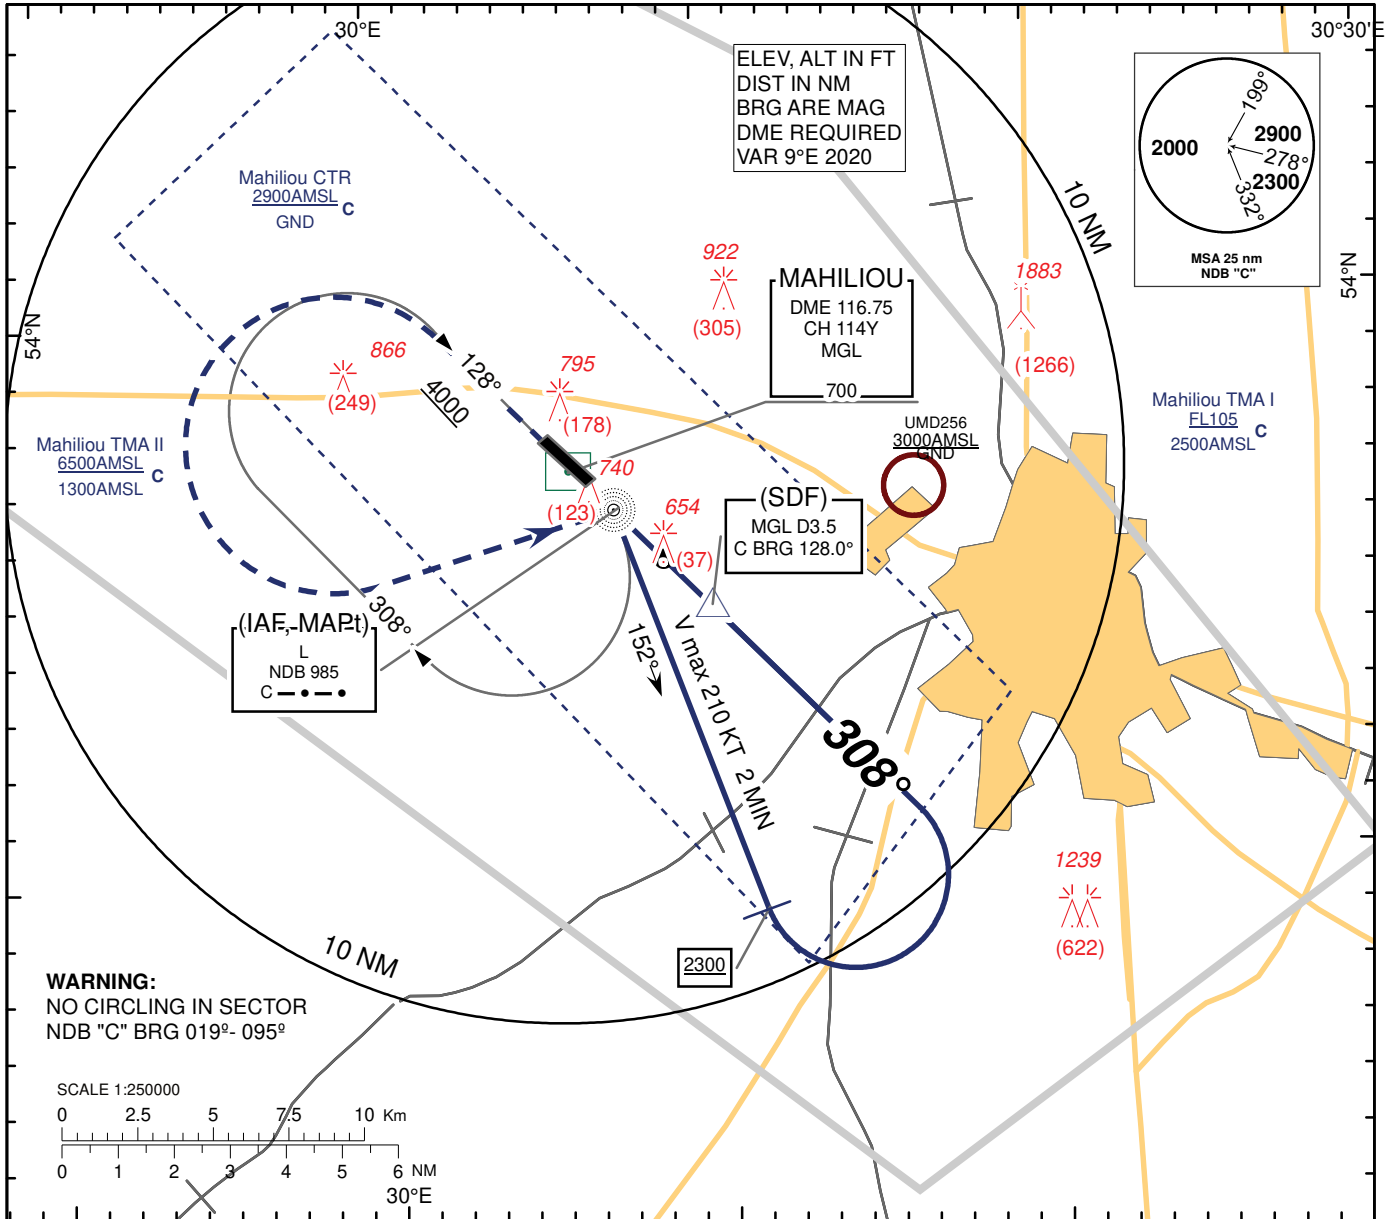 30°E
30°30'E
ELEV, ALT IN FT
DIST IN NM
BRG ARE MAG
DME REQUIRED
VAR 9°E 2020
199°
2900
2000
278°
2300
332°
MSA 25 nm
NDB "C"
Mahiliou CTR
2900AMSL
C
GND
10 NM
54°N
54°N
922
(305)
MAHILIOU
DME 116.75
CH 114Y
MGL
700
1883
(1266)
866
(249)
128°
4000
795
(178)
Mahiliou TMA I
FL105
C
2500AMSL
UMD256
3000AMSL
GND
Mahiliou TMA II
6500AMSL
C
1300AMSL
740
(123)
654
(37)
(SDF)
MGL D3.5
C BRG 128.0°
308°
(IAF, MAPt)
L
NDB 985
C
152°
V max 210 KT 2 MIN
308°
1239
(622)
2300
10 NM
WARNING:
NO CIRCLING IN SECTOR
NDB "C" BRG 019º- 095º
SCALE 1:250000
0 2.5 5 7.5 10 Km
0 1 2 3 4 5 6 NM
30°E